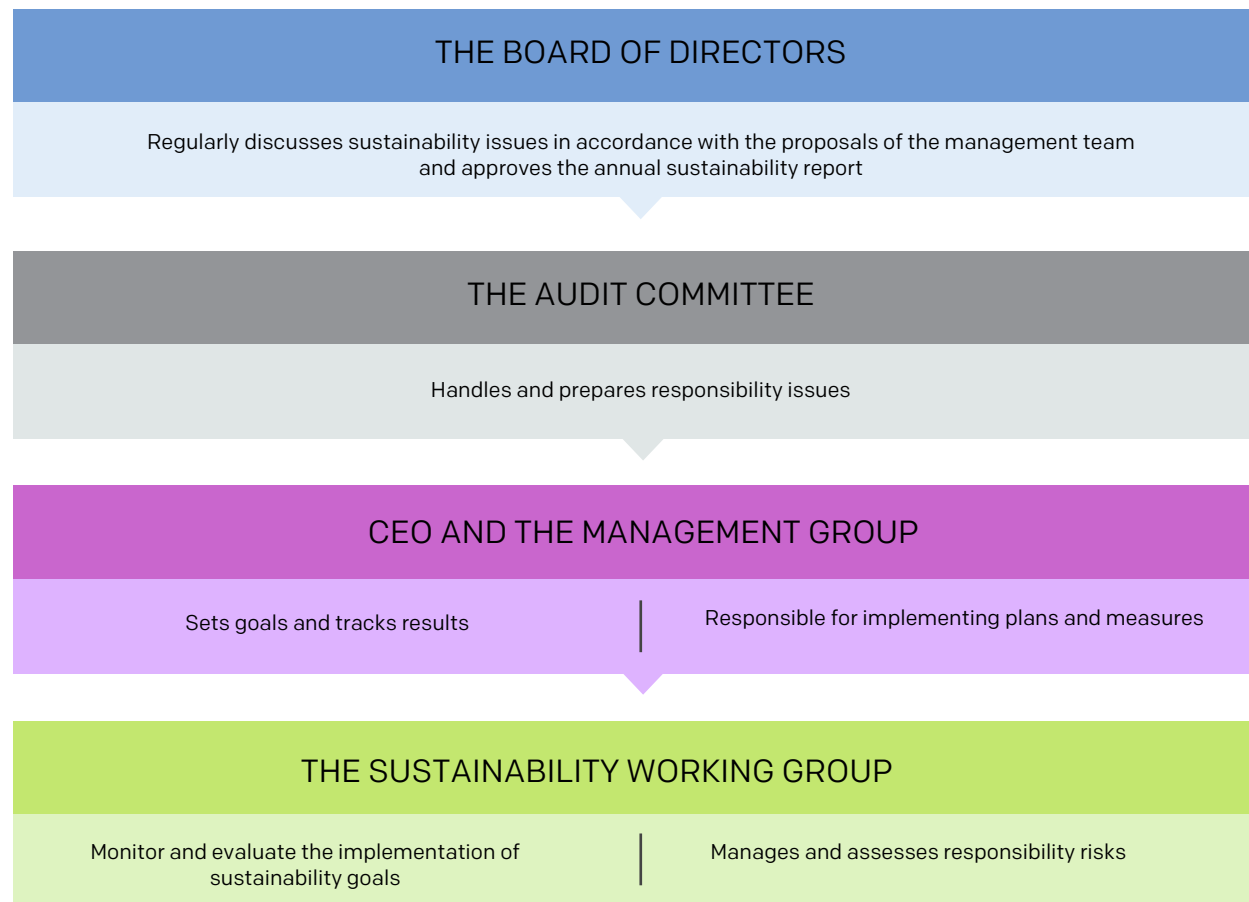 THE BOARD OF DIRECTORS
Regularly discusses sustainability issues in accordance with the proposals of the management team
and approves the annual sustainability report
THE AUDIT COMMITTEE
Handles and prepares responsibility issues
CEO AND THE MANAGEMENT GROUP
Sets goals and tracks results
Responsible for implementing plans and measures
THE SUSTAINABILITY WORKING GROUP
Monitor and evaluate the implementation of
sustainability goals
Manages and assesses responsibility risks